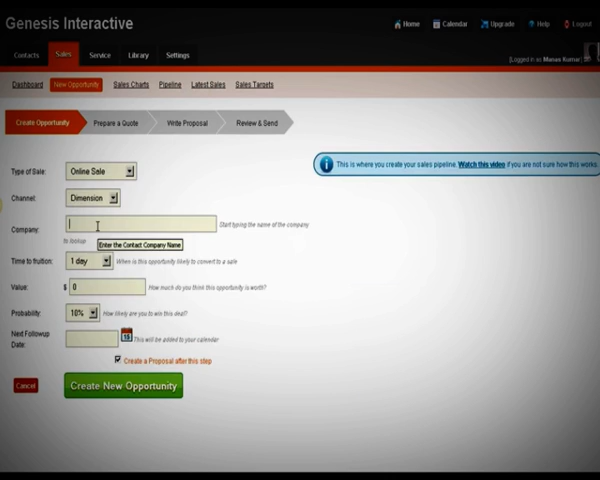 Genesis Interactive
Home Calendar Upgrade Help Logout
Contacts Sales Service Library Settings
[Logged in as Manas Kumar]
Dashboard New Opportunity Sales Charts Pipeline Latest Sales Sales Targets
Create Opportunity Prepare a Quote Write Proposal Review & Send
This is where you create your sales pipeline. Watch this video if you are not sure how this works.
Type of Sale: Online Sale
Channel: Dimension
Company: Start typing the name of the company
to lookup
Enter the Contact Company Name
Time to fruition: 1 day When is this opportunity likely to convert to a sale
Value: $ 0 How much do you think this opportunity is worth?
Probability: 10% How likely are you to win this deal?
Next Followup
Date: This will be added to your calendar
Create a Proposal after this step
Cancel Create New Opportunity